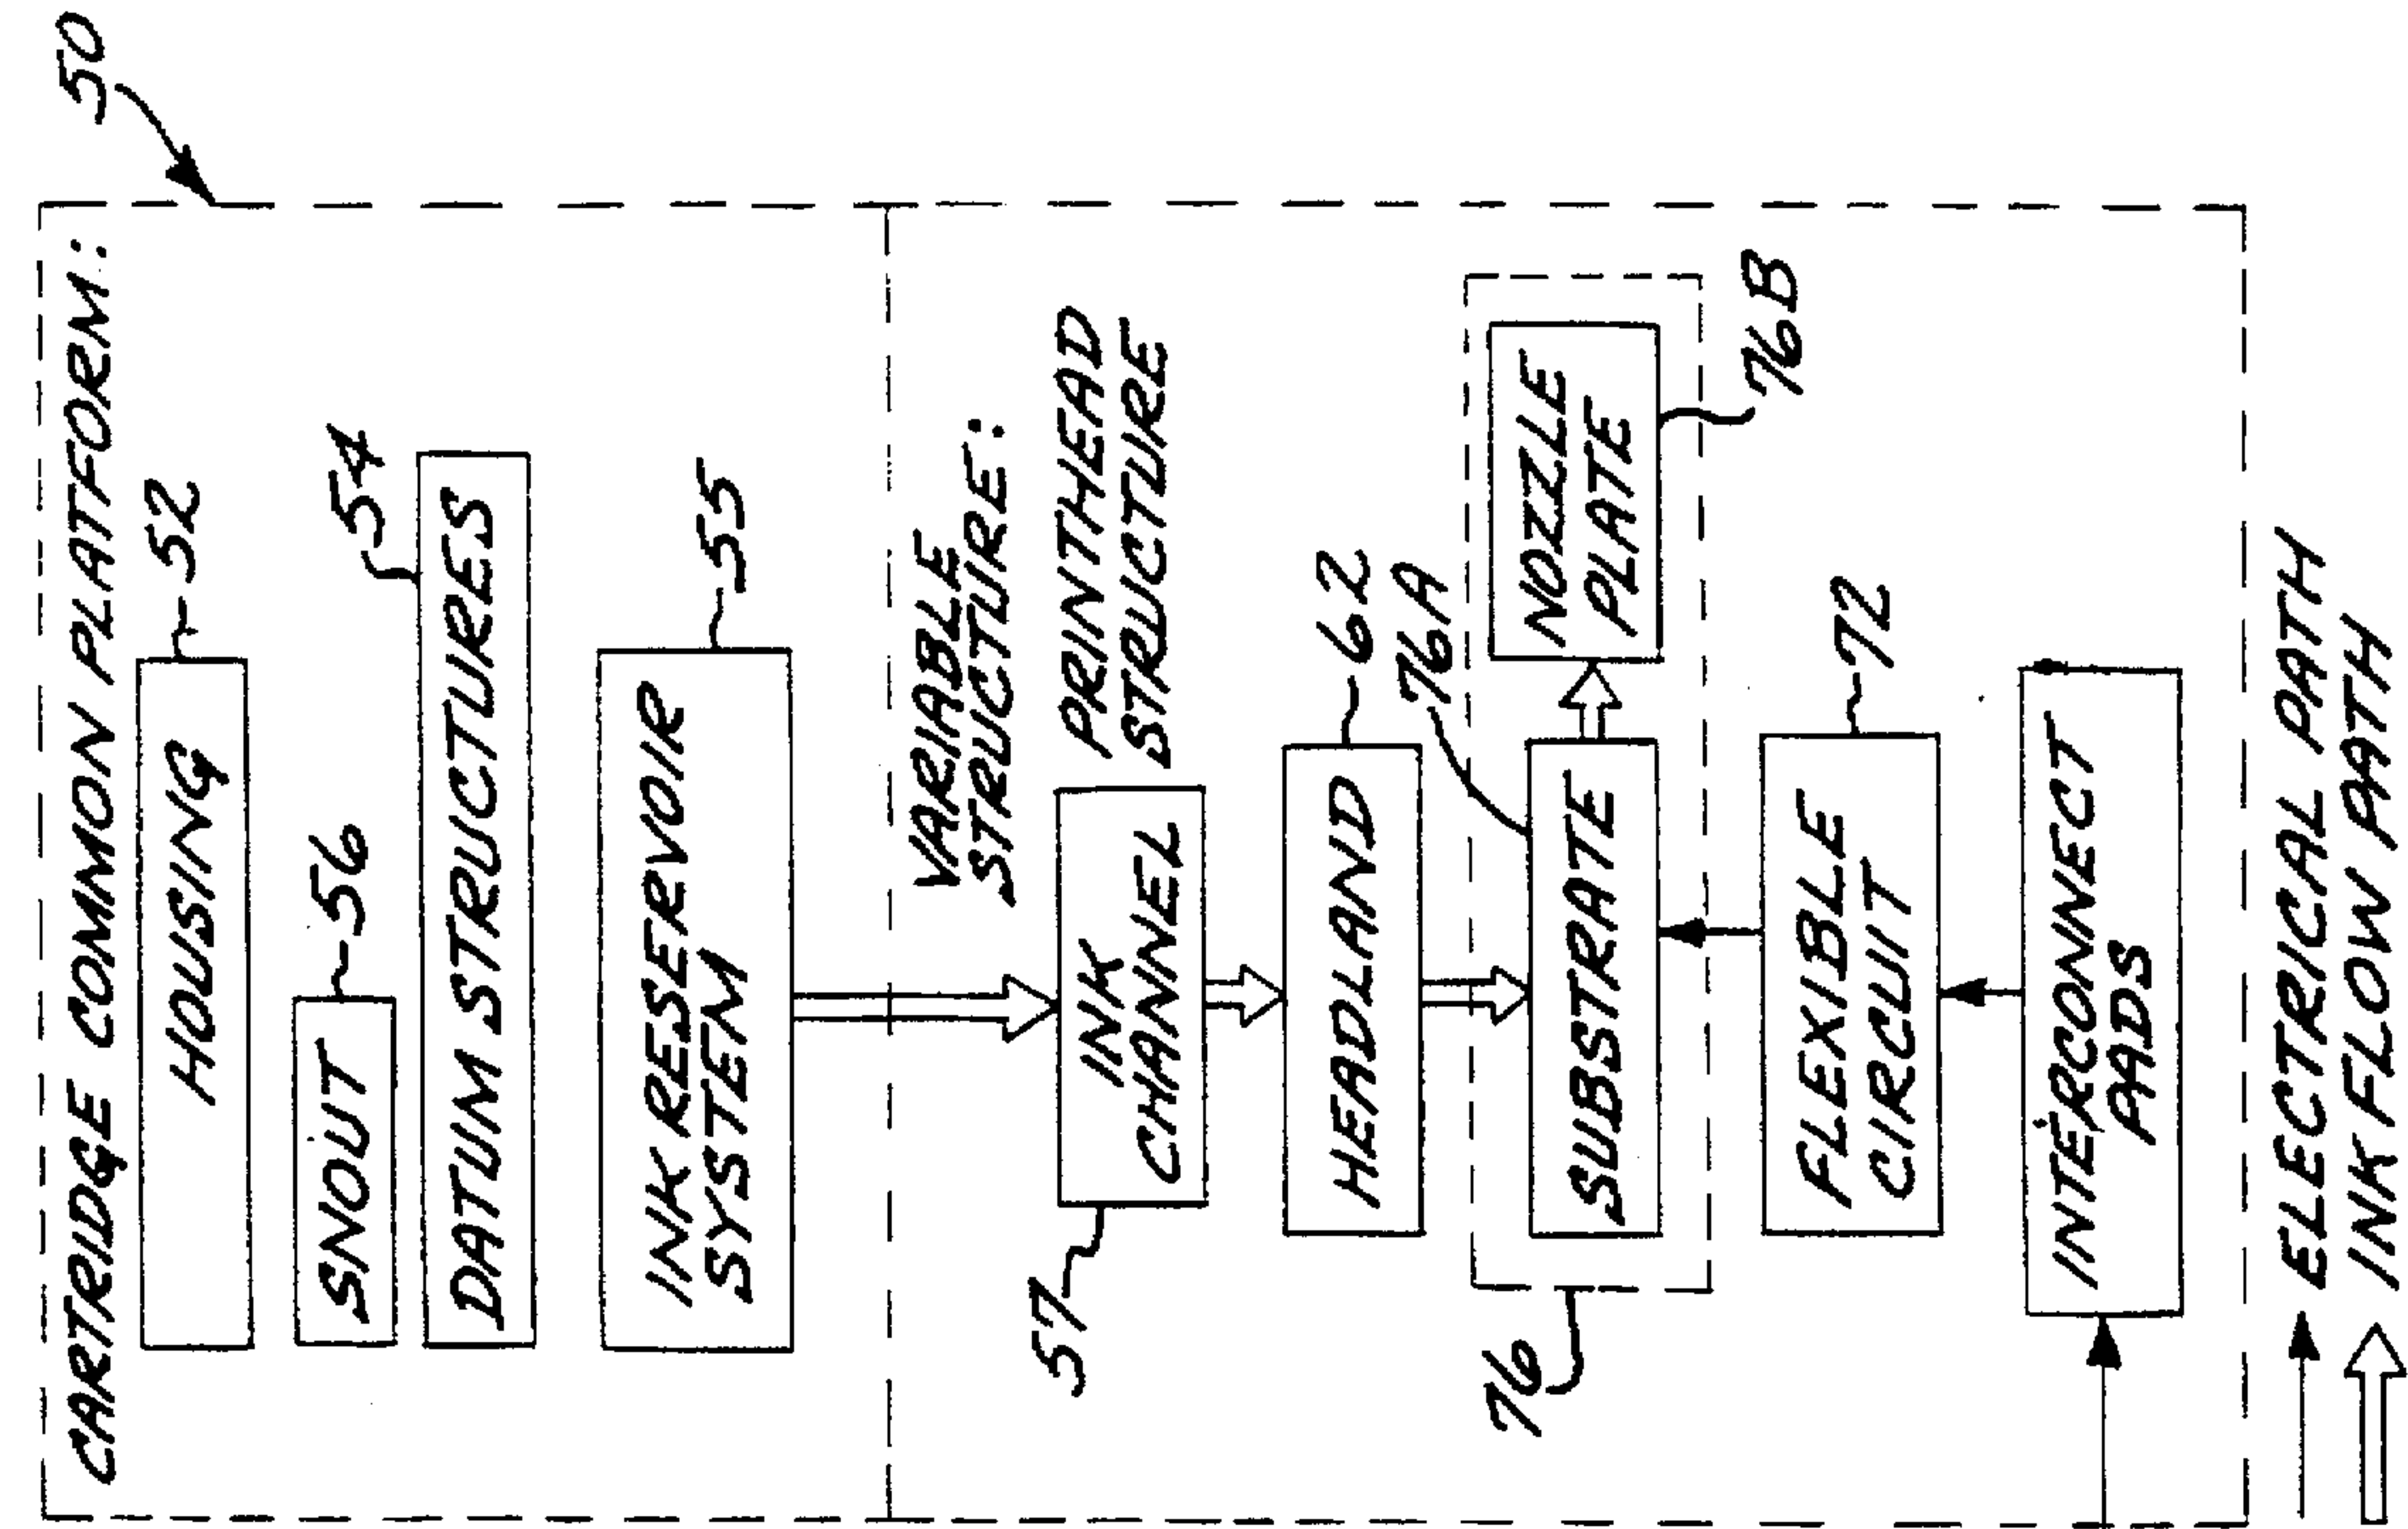 50
CARTRIDGE COMMON PLATFORM:
52
HOUSING
56
SNOUT
54
DATUM STRUCTURES
55
INK RESERVOIR
SYSTEM
VARIABLE
STRUCTURE:
PRINTHEAD
STRUCTURE
57
INK
CHANNEL
62
HEADLAND
76A
76
SUBSTRATE
NOZZLE
PLATE
76B
72
FLEXIBLE
CIRCUIT
INTERCONNECT
PADS
ELECTRICAL PATH
INK FLOW PATH